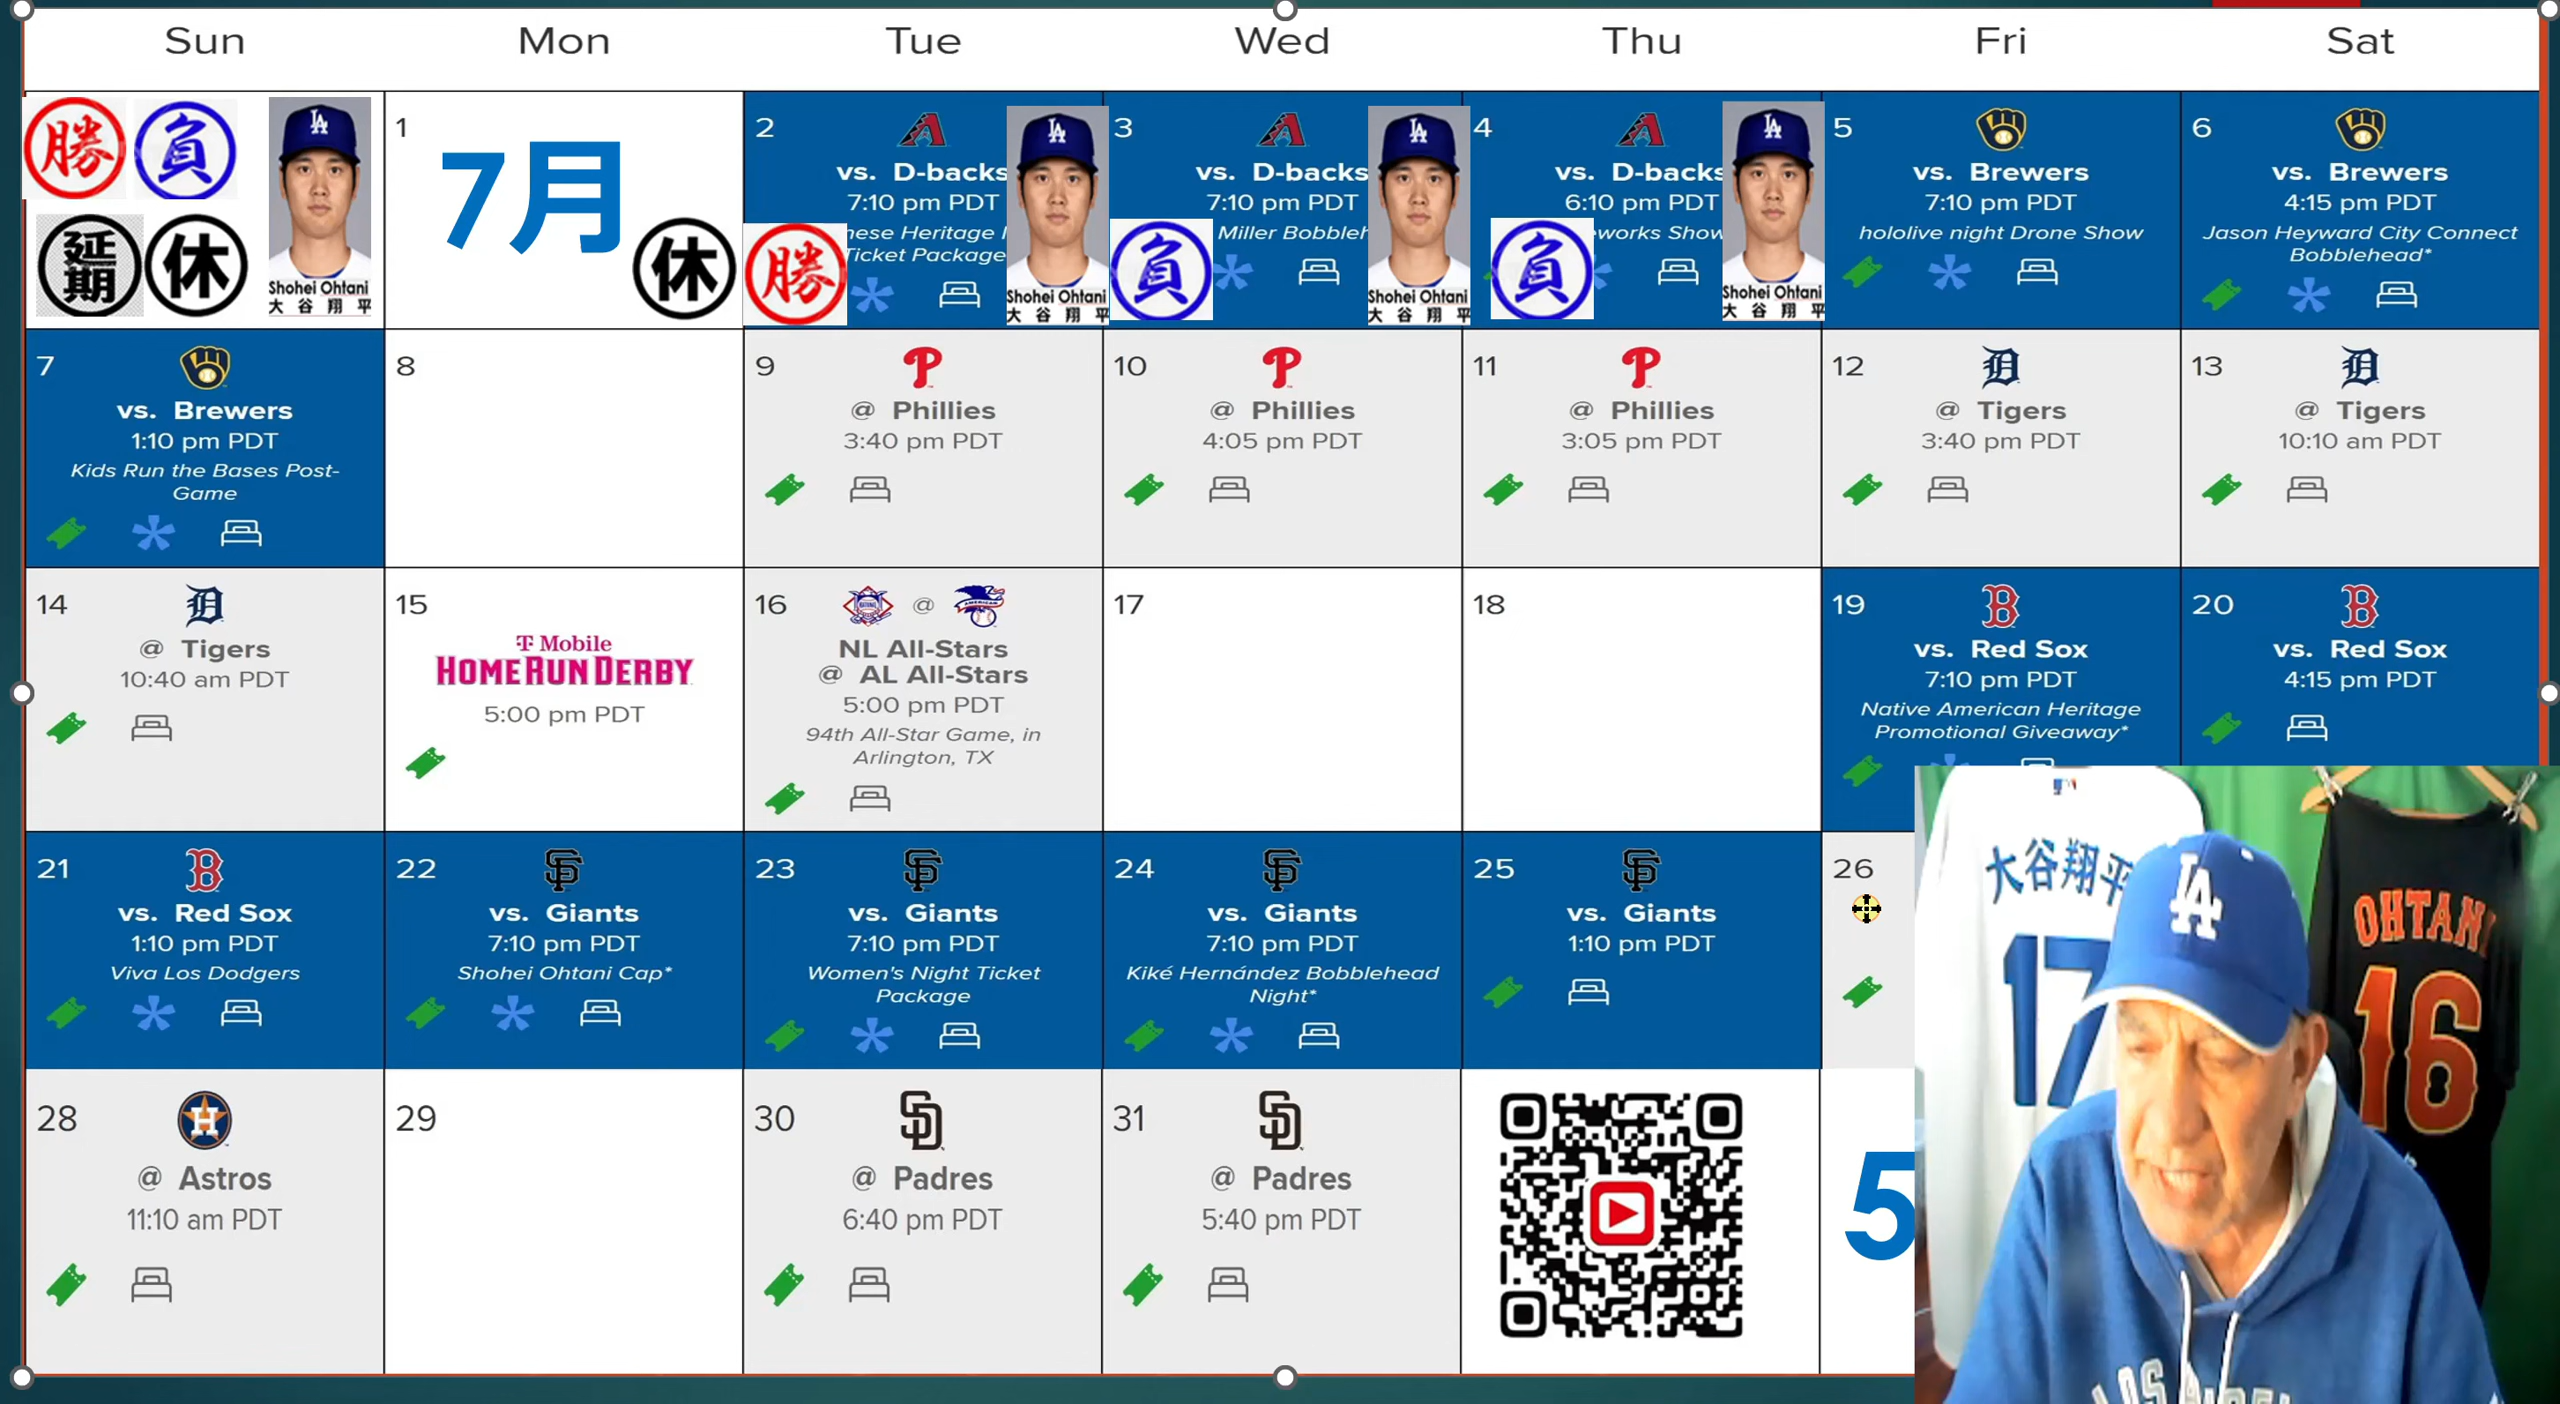 Sun Mon Tue Wed Thu Fri Sat
勝 負
延期 休
Shohei Ohtani
大谷翔平
1
7月
休
2
vs. D-backs
7:10 pm PDT
Ticket Package
勝
Shohei Ohtani
大谷翔平
3
vs. D-backs
7:10 pm PDT
Miller
負
Shohei Ohtani
大谷翔平
4
vs. D-backs
6:10 pm PDT
負
Shohei Ohtani
大谷翔平
5
vs. Brewers
7:10 pm PDT
hololive night Drone Show
6
vs. Brewers
4:15 pm PDT
Jason Heyward City Connect
Bobblehead*
7
vs. Brewers
1:10 pm PDT
Kids Run the Bases Post-
Game
8
9
P
@ Phillies
3:40 pm PDT
10
P
@ Phillies
4:05 pm PDT
11
P
@ Phillies
3:05 pm PDT
12
D
@ Tigers
3:40 pm PDT
13
D
@ Tigers
10:10 am PDT
14
D
@ Tigers
10:40 am PDT
15
T Mobile
HOME RUN DERBY
5:00 pm PDT
16
@
NL All-Stars
@ AL All-Stars
5:00 pm PDT
94th All-Star Game, in
Arlington, TX
17
18
19
B
vs. Red Sox
7:10 pm PDT
Native American Heritage
Promotional Giveaway*
20
B
vs. Red Sox
4:15 pm PDT
21
B
vs. Red Sox
1:10 pm PDT
Viva Los Dodgers
22
SF
vs. Giants
7:10 pm PDT
Shohei Ohtani Cap*
23
SF
vs. Giants
7:10 pm PDT
Women's Night Ticket
Package
24
SF
vs. Giants
7:10 pm PDT
Kiké Hernández Bobblehead
Night*
25
SF
vs. Giants
1:10 pm PDT
26
28
H
@ Astros
11:10 am PDT
29
30
SD
@ Padres
6:40 pm PDT
31
SD
@ Padres
5:40 pm PDT
5
大谷翔平
17
LA
OHTANI
16